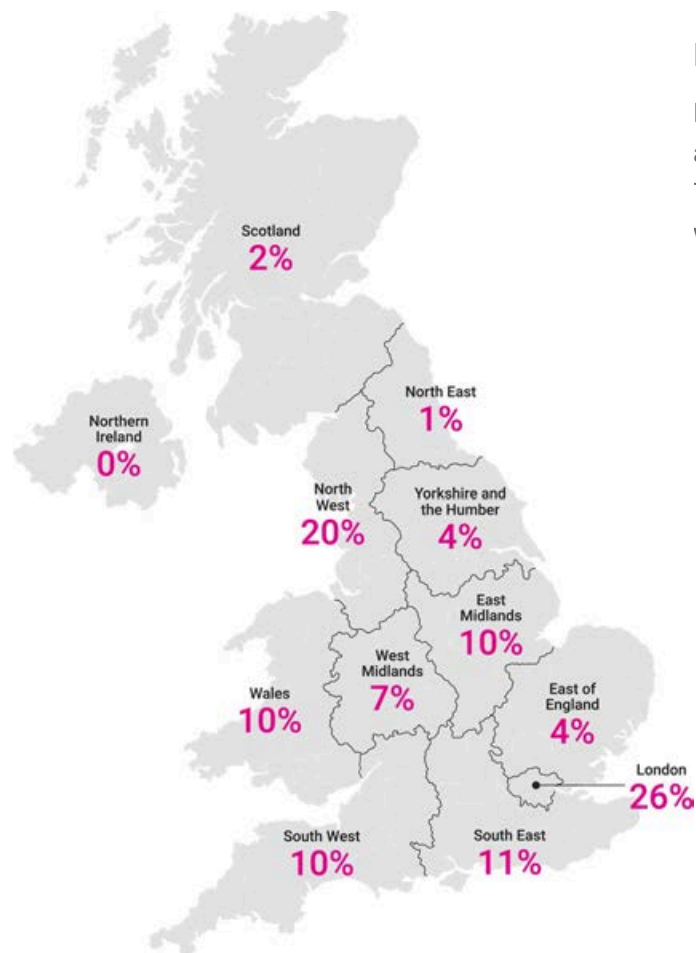 Scotland
2%
North East
1%
Northern
Ireland
0%
North
West
20%
Yorkshire and
the Humber
4%
East
Midlands
10%
West
Midlands
7%
Wales
10%
East of
England
4%
London
26%
South West
10%
South East
11%